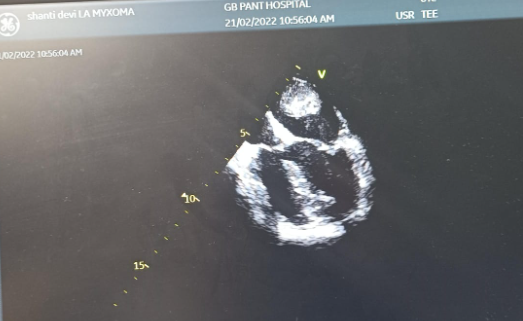 shanti devi LA MYXOMA
GB PANT HOSPITAL
21/02/2022 10:56:04 AM
USR TEE
/02/2022 10:56:04 AM
V
5
10
15